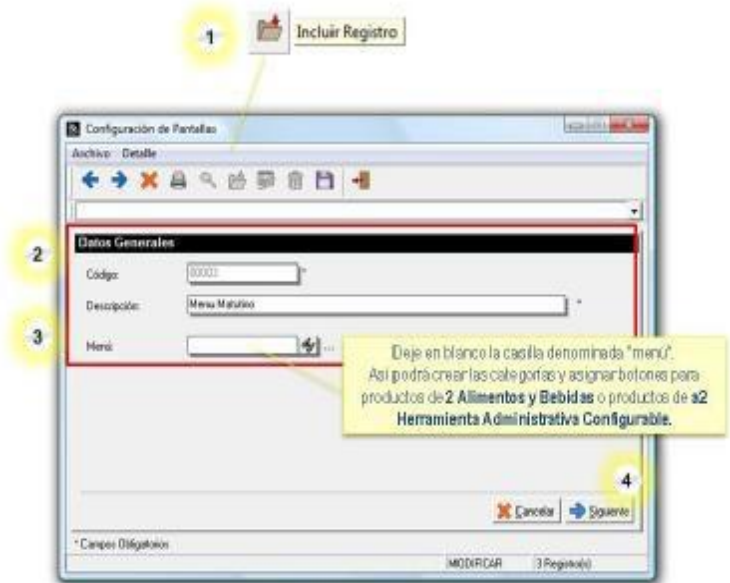 1
Incluir Registro
Configuración de Pantallas
Archivo Detalle
2
Datos Generales
Código:
00003
*
Descripción:
Menu Matutino
*
3
Menú:
...
Deje en blanco la casilla denominada "menú".
Así podrá crear las categorías y asignar botones para
productos de 2 Alimentos y Bebidas o productos de a2
Herramienta Administrativa Configurable.
4
Cancelar
Siguiente
* Campos Obligatorios
MODIFICAR
3 Registro(s)